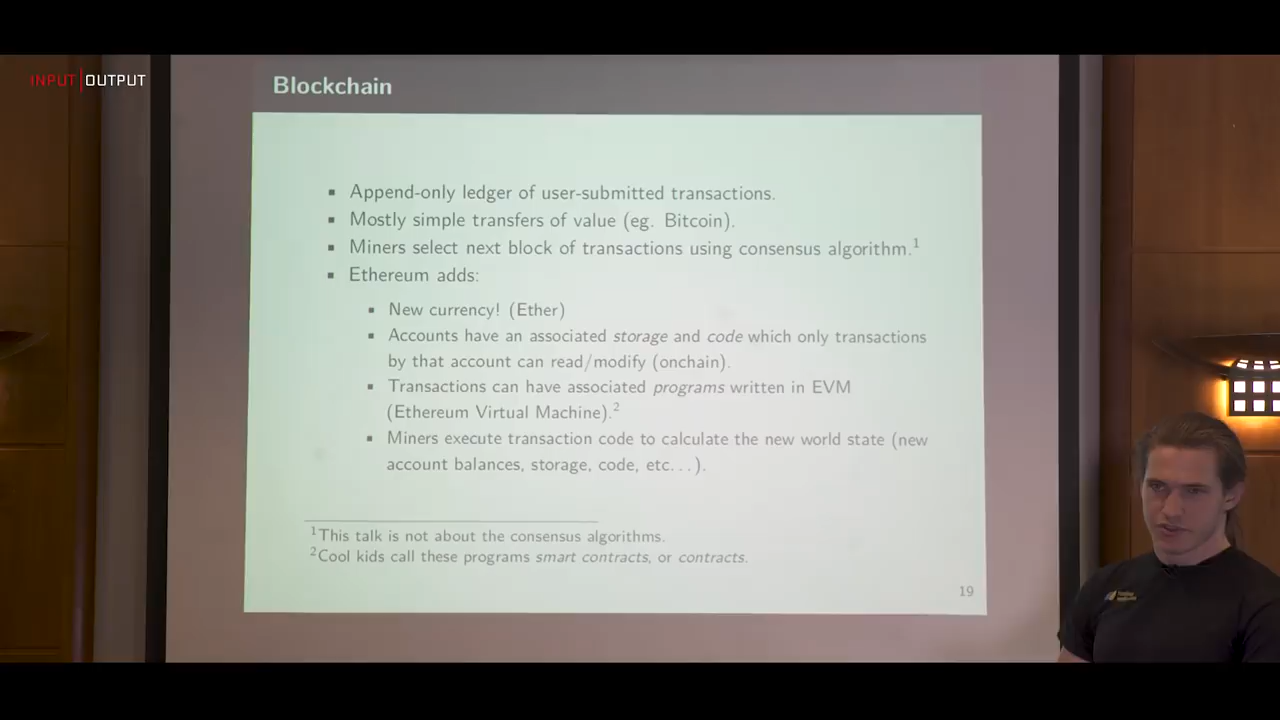 INPUT|OUTPUT
Blockchain
▪ Append-only ledger of user-submitted transactions.
▪ Mostly simple transfers of value (eg. Bitcoin).
▪ Miners select next block of transactions using consensus algorithm.1
▪ Ethereum adds:
▪ New currency! (Ether)
▪ Accounts have an associated storage and code which only transactions
by that account can read/modify (onchain).
▪ Transactions can have associated programs written in EVM
(Ethereum Virtual Machine).2
▪ Miners execute transaction code to calculate the new world state (new
account balances, storage, code, etc...).
1This talk is not about the consensus algorithms.
2Cool kids call these programs smart contracts, or contracts.
19